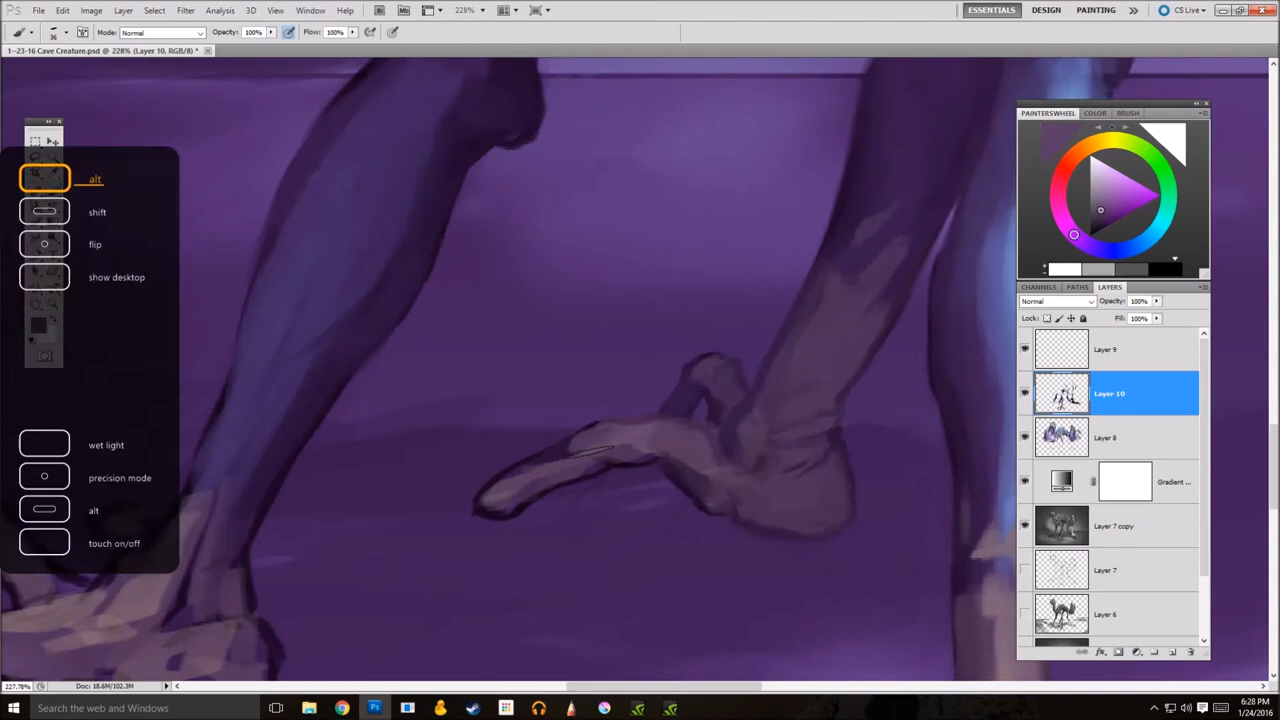 PS File Edit Image Layer Select Filter Analysis 3D View Window Help Mb 228% ESSENTIALS DESIGN PAINTING CS Live
36 Mode: Normal Opacity: 100% Flow: 100%
1--23-16 Cave Creature.psd @ 228% (Layer 10, RGB/8) *
alt
shift
flip
show desktop
wet light
precision mode
alt
touch on/off
PAINTERSWHEEL COLOR BRUSH
CHANNELS PATHS LAYERS
Normal Opacity: 100%
Lock: Fill: 100%
Layer 9
Layer 10
Layer 8
Gradient ...
Layer 7 copy
Layer 7
Layer 6
227.78% Doc: 18.6M/102.3M
Search the web and Windows
6:28 PM
1/24/2016